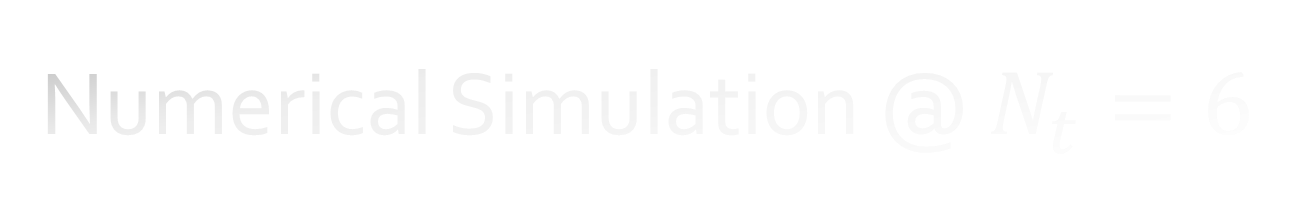 Numerical Simulation @ $N_t = 6$